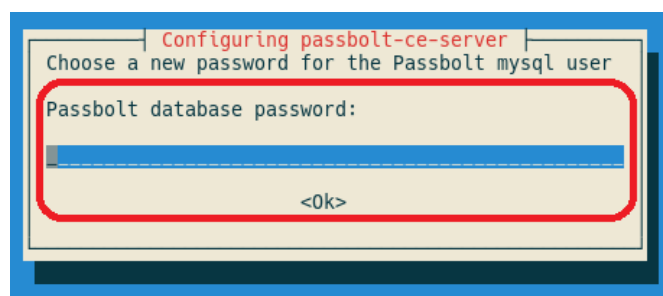 Configuring passbolt-ce-server
Choose a new password for the Passbolt mysql user
Passbolt database password:
<Ok>